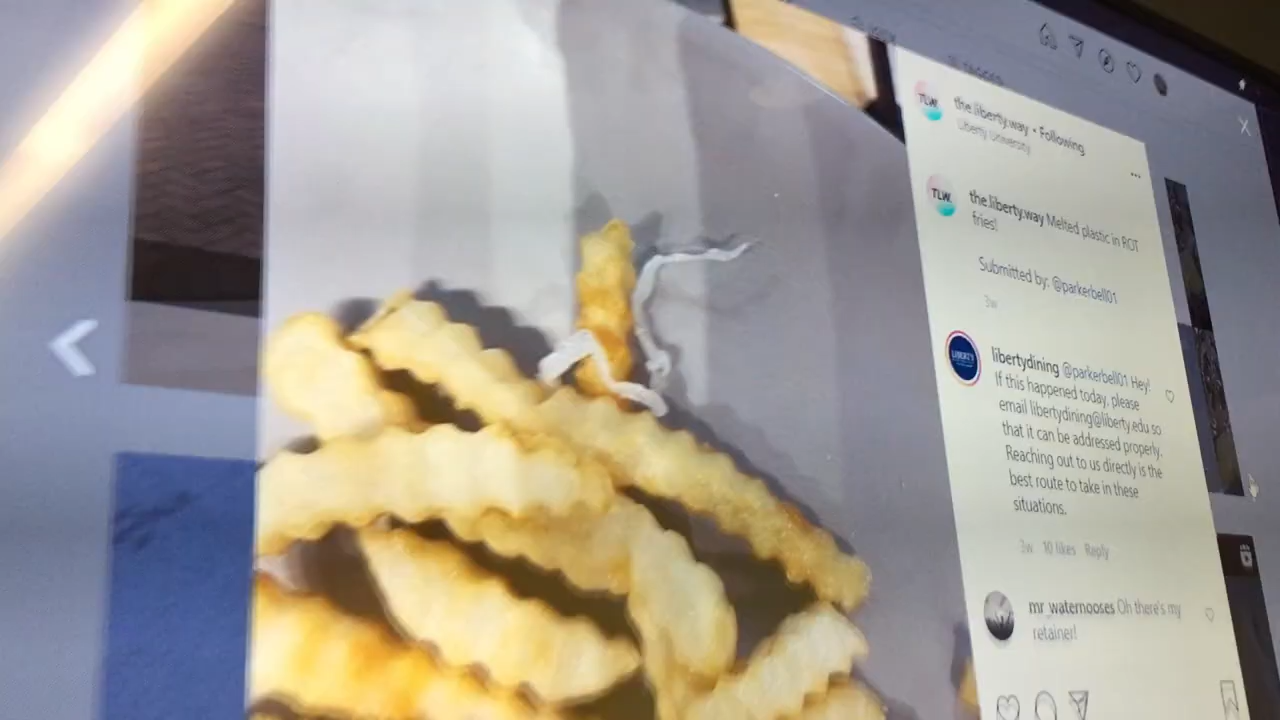 TLW.
the.liberty.way • Following
Liberty University
TLW.
the.liberty.way Melted plastic in ROT
fries!
Submitted by: @parkerbell01
3w
LIBERTY
libertydining @parkerbell01 Hey!
If this happened today, please
email libertydining@liberty.edu so
that it can be addressed properly.
Reaching out to us directly is the
best route to take in these
situations.
3w 10 likes Reply
mr_waternooses Oh there's my
retainer!